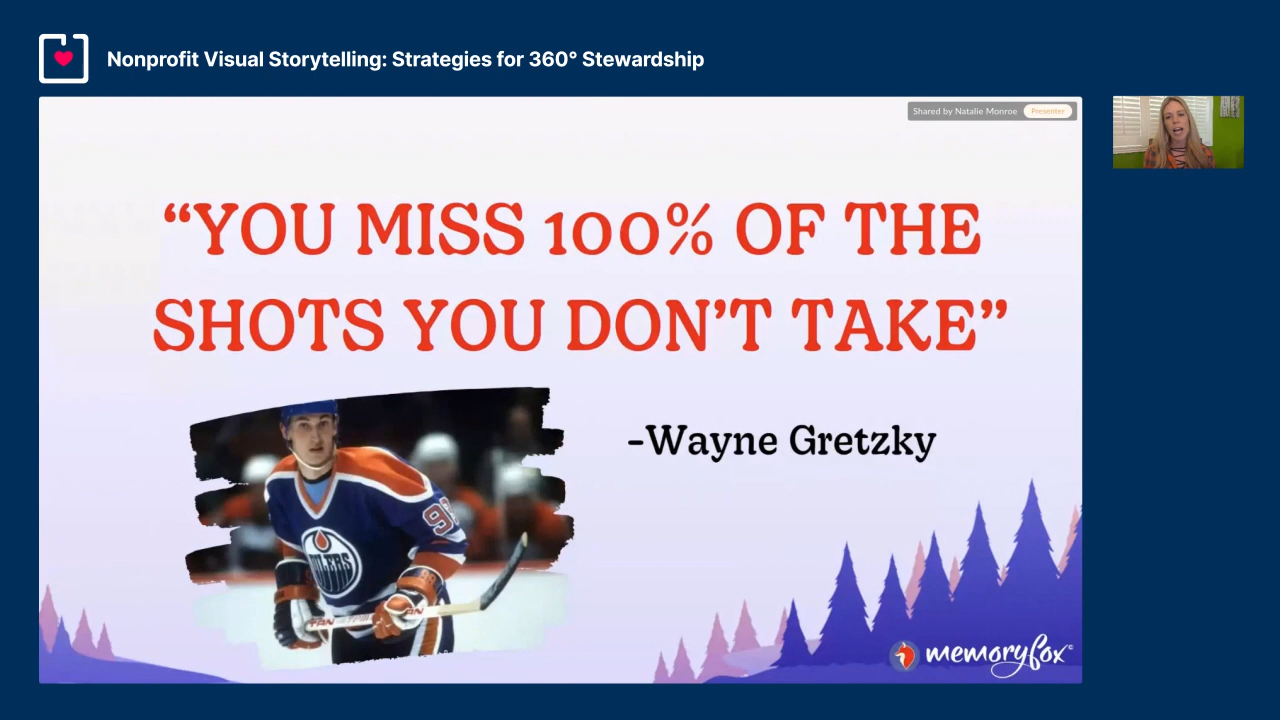 Nonprofit Visual Storytelling: Strategies for 360° Stewardship
Shared by Natalie Monroe Presenter
“YOU MISS 100% OF THE
SHOTS YOU DON’T TAKE”
-Wayne Gretzky
OILERS
memoryfox